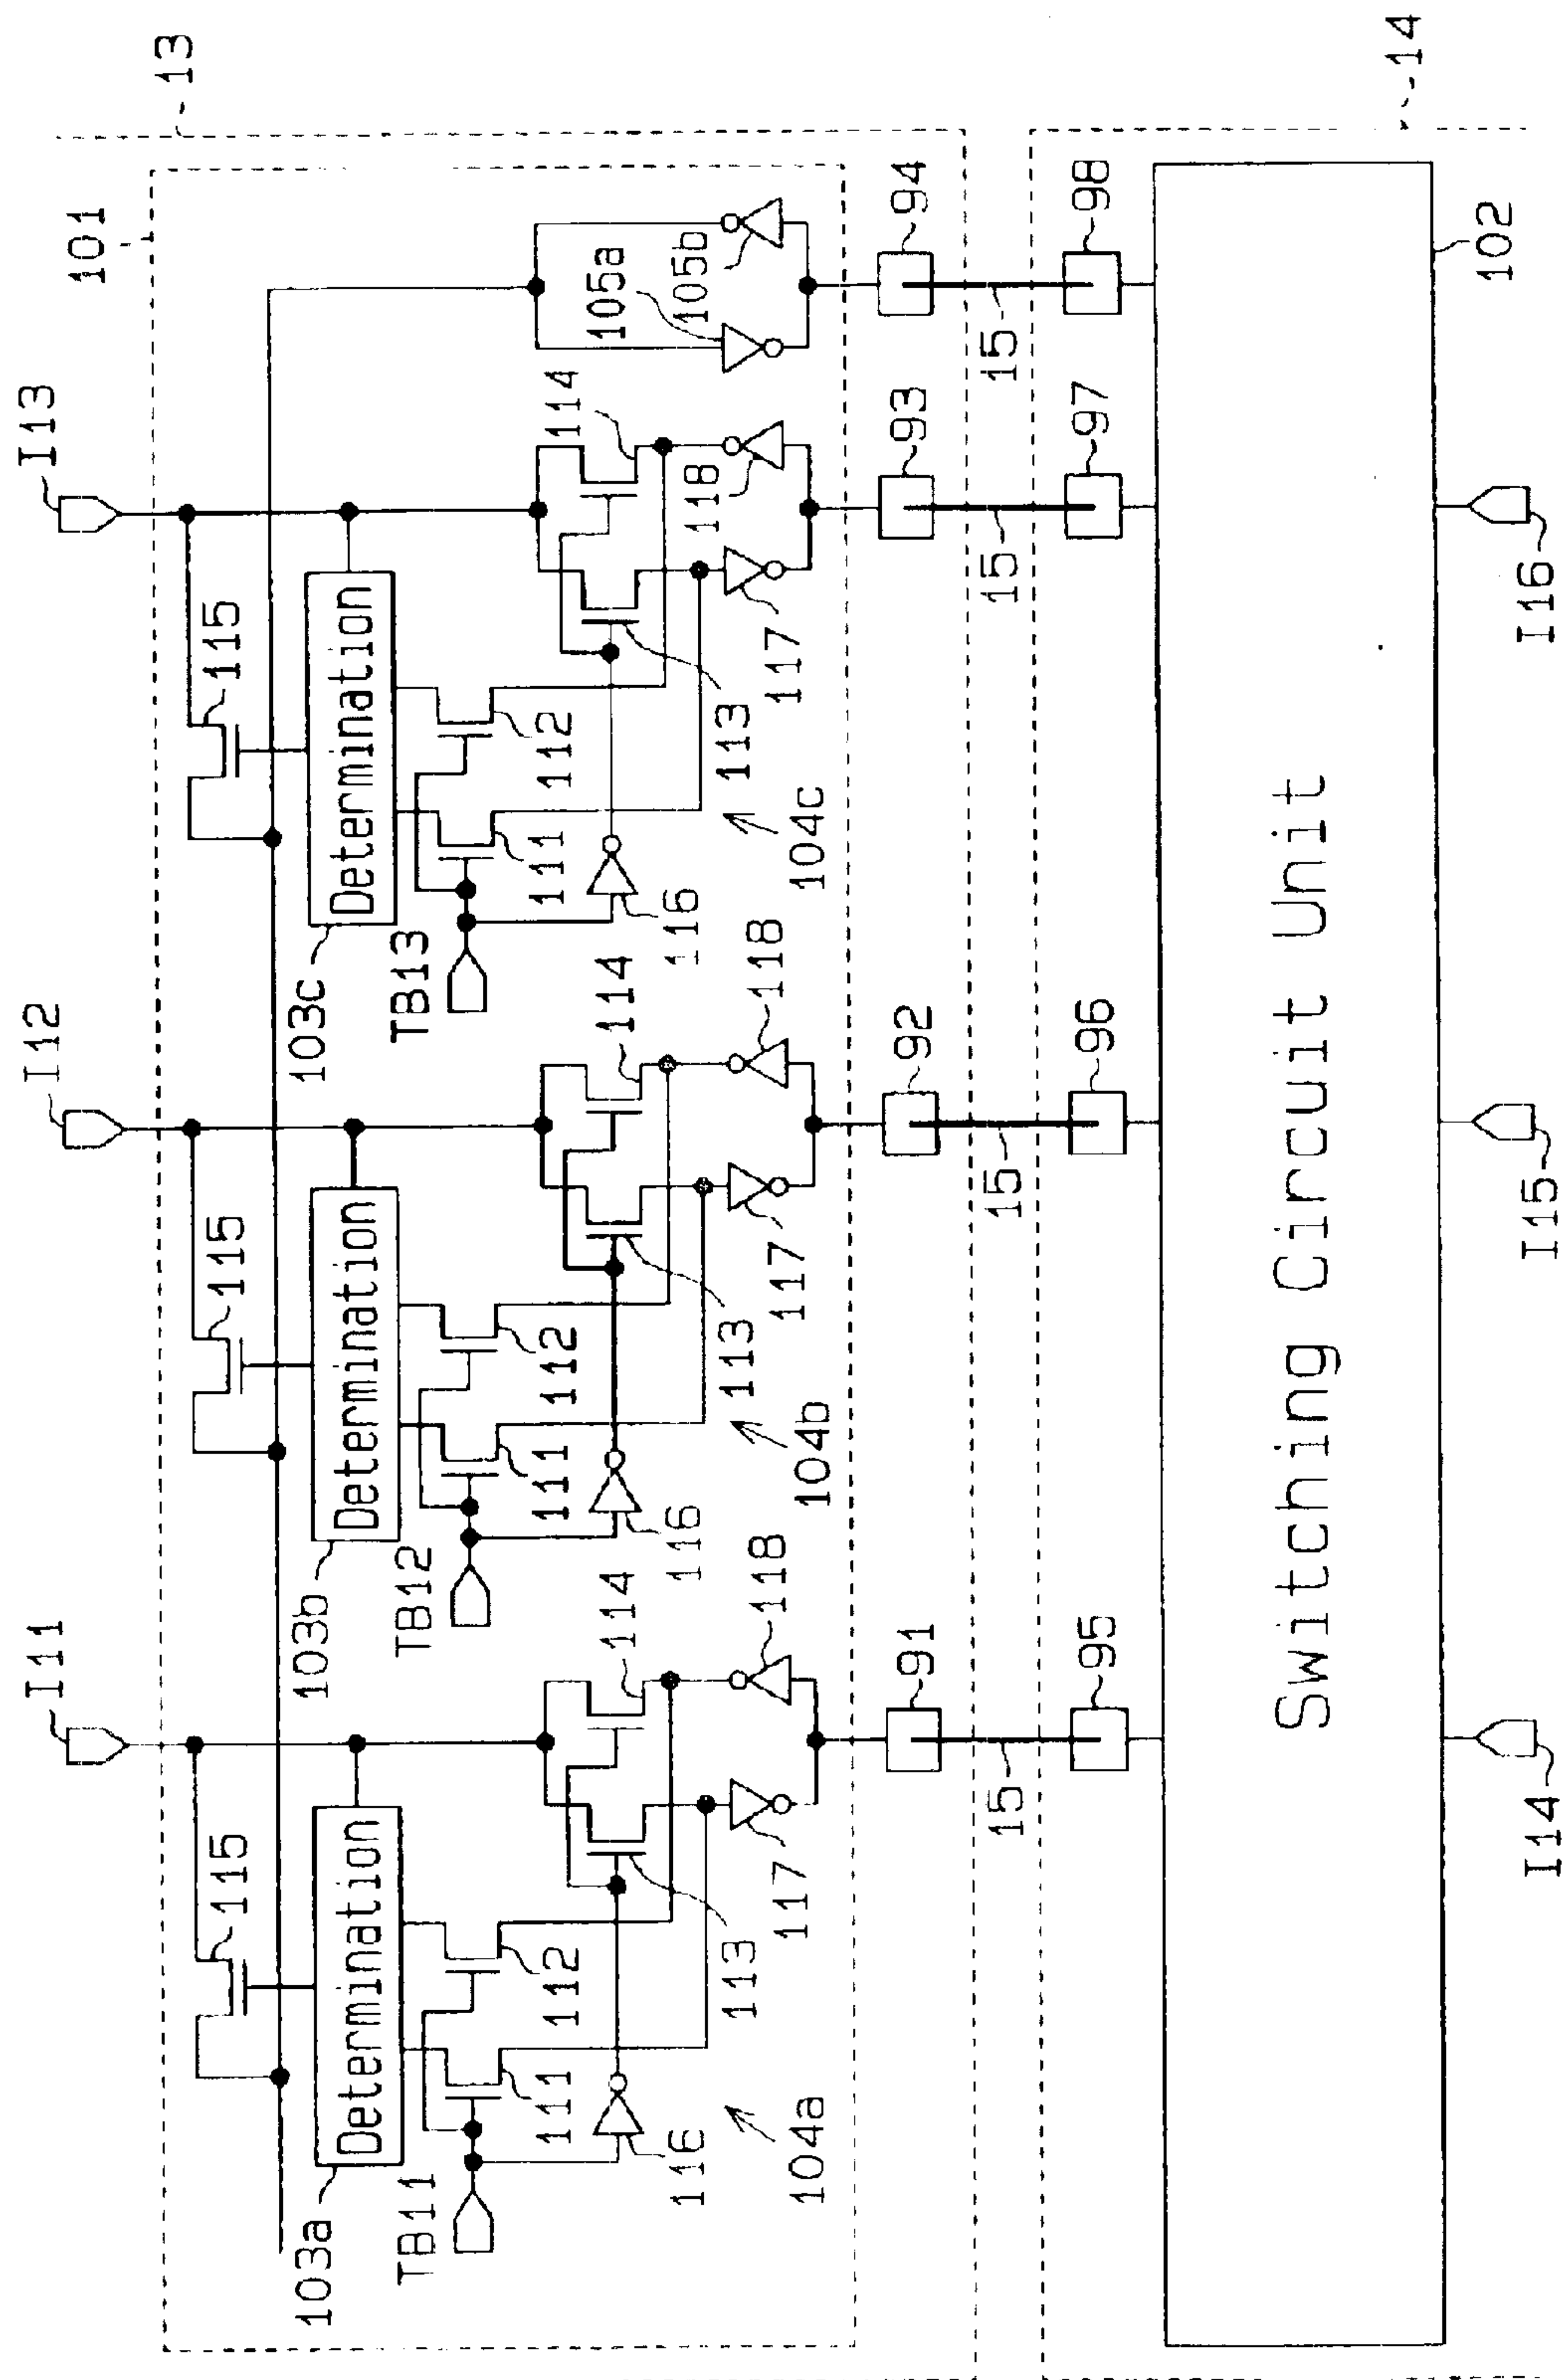 13
14
101
I13
I12
I11
94
98
105a
105b
15
102
114
93
97
118
15
115
Determination
117
112
113
I16
111
104c
103c
TB13
116
118
114
92
96
115
Determination
15
117
112
113
I15
111
104b
103b
TB12
116
118
114
91
95
115
Determination
15
117
112
113
I14
111
104a
103a
TB11
116
Switching Circuit Unit